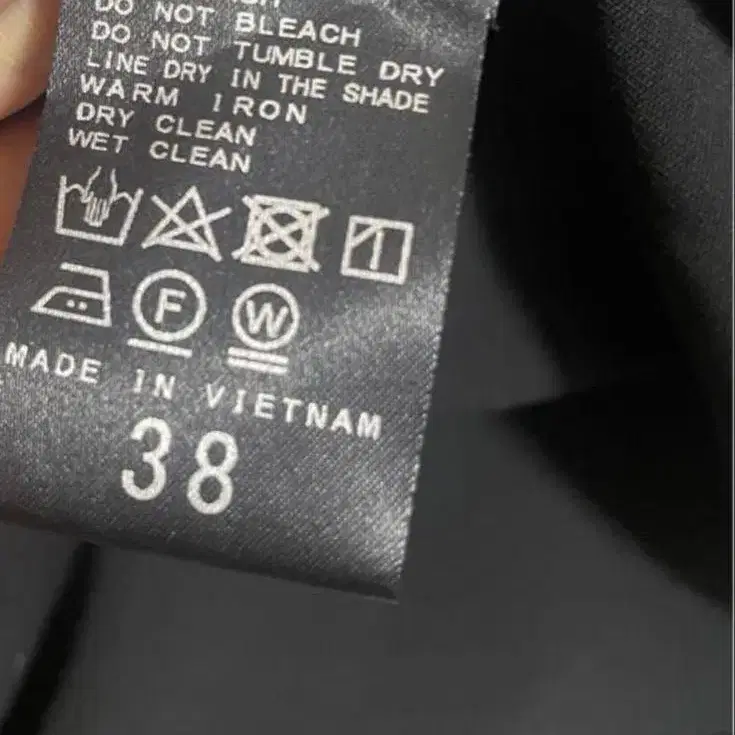 DO NOT BLEACH
DO NOT TUMBLE DRY
LINE DRY IN THE SHADE
WARM IRON
DRY CLEAN
WET CLEAN
F W
MADE IN VIETNAM
38